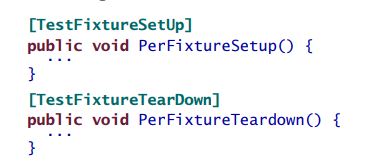 [TestFixtureSetUp]
public void PerFixtureSetup() {
...
}
[TestFixtureTearDown]
public void PerFixtureTeardown() {
...
}